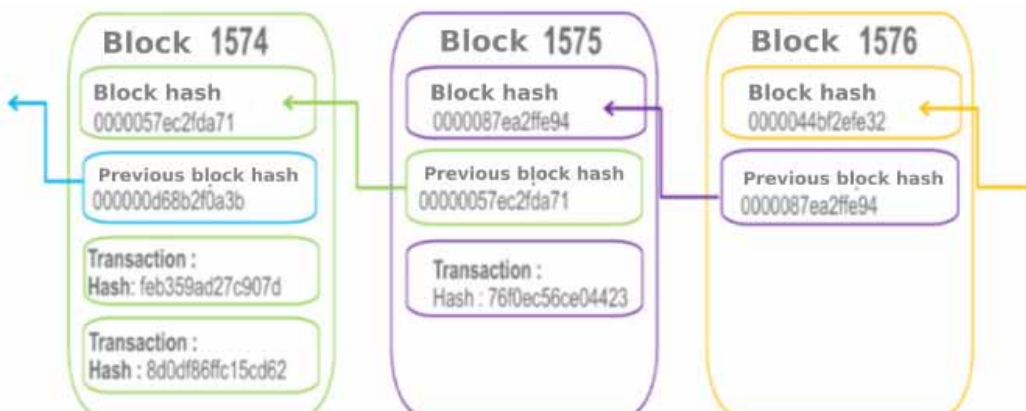 Block 1574
Block hash
0000057ec2fda71
Previous block hash
000000d68b2f0a3b
Transaction :
Hash: feb359ad27c907d
Transaction :
Hash : 8d0df86ffc15cd62
Block 1575
Block hash
0000087ea2ffe94
Previous block hash
00000057ec2fda71
Transaction :
Hash : 76f0ec56ce04423
Block 1576
Block hash
0000044bf2efe32
Previous block hash
0000087ea2ffe94